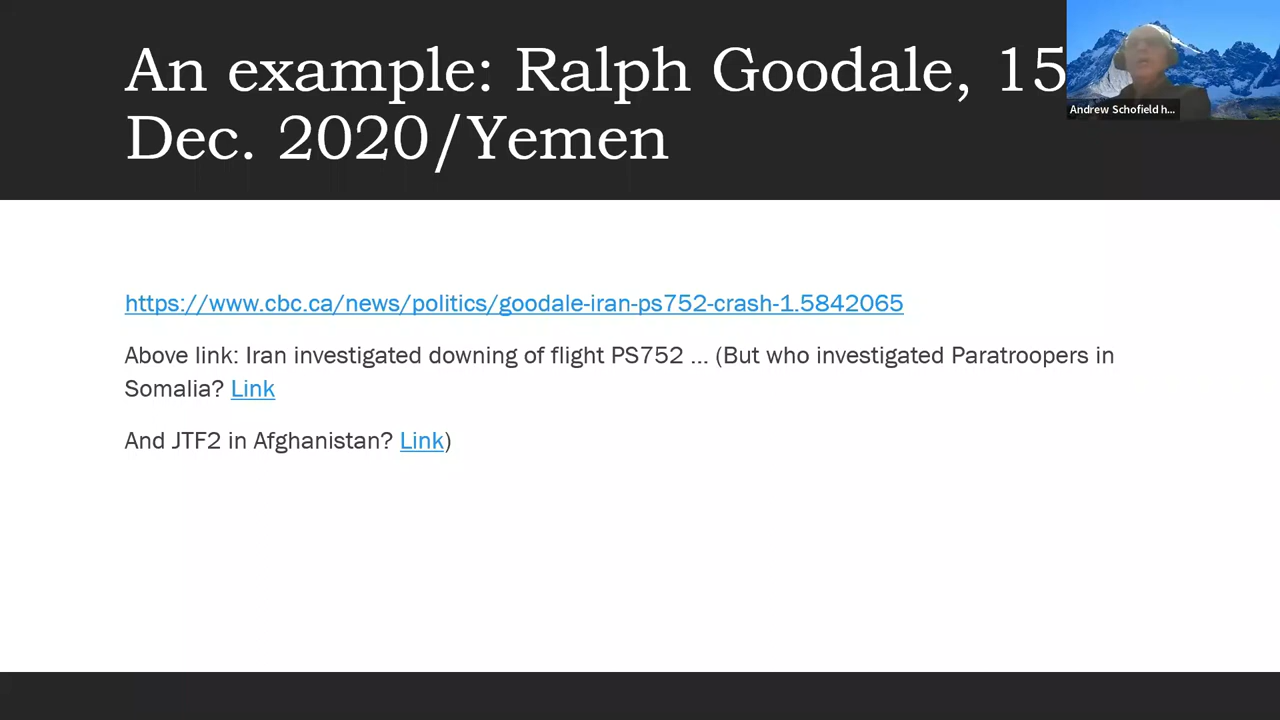 An example: Ralph Goodale, 15
Dec. 2020/Yemen
Andrew Schofield h...
https://www.cbc.ca/news/politics/goodale-iran-ps752-crash-1.5842065
Above link: Iran investigated downing of flight PS752 ... (But who investigated Paratroopers in
Somalia? Link
And JTF2 in Afghanistan? Link)